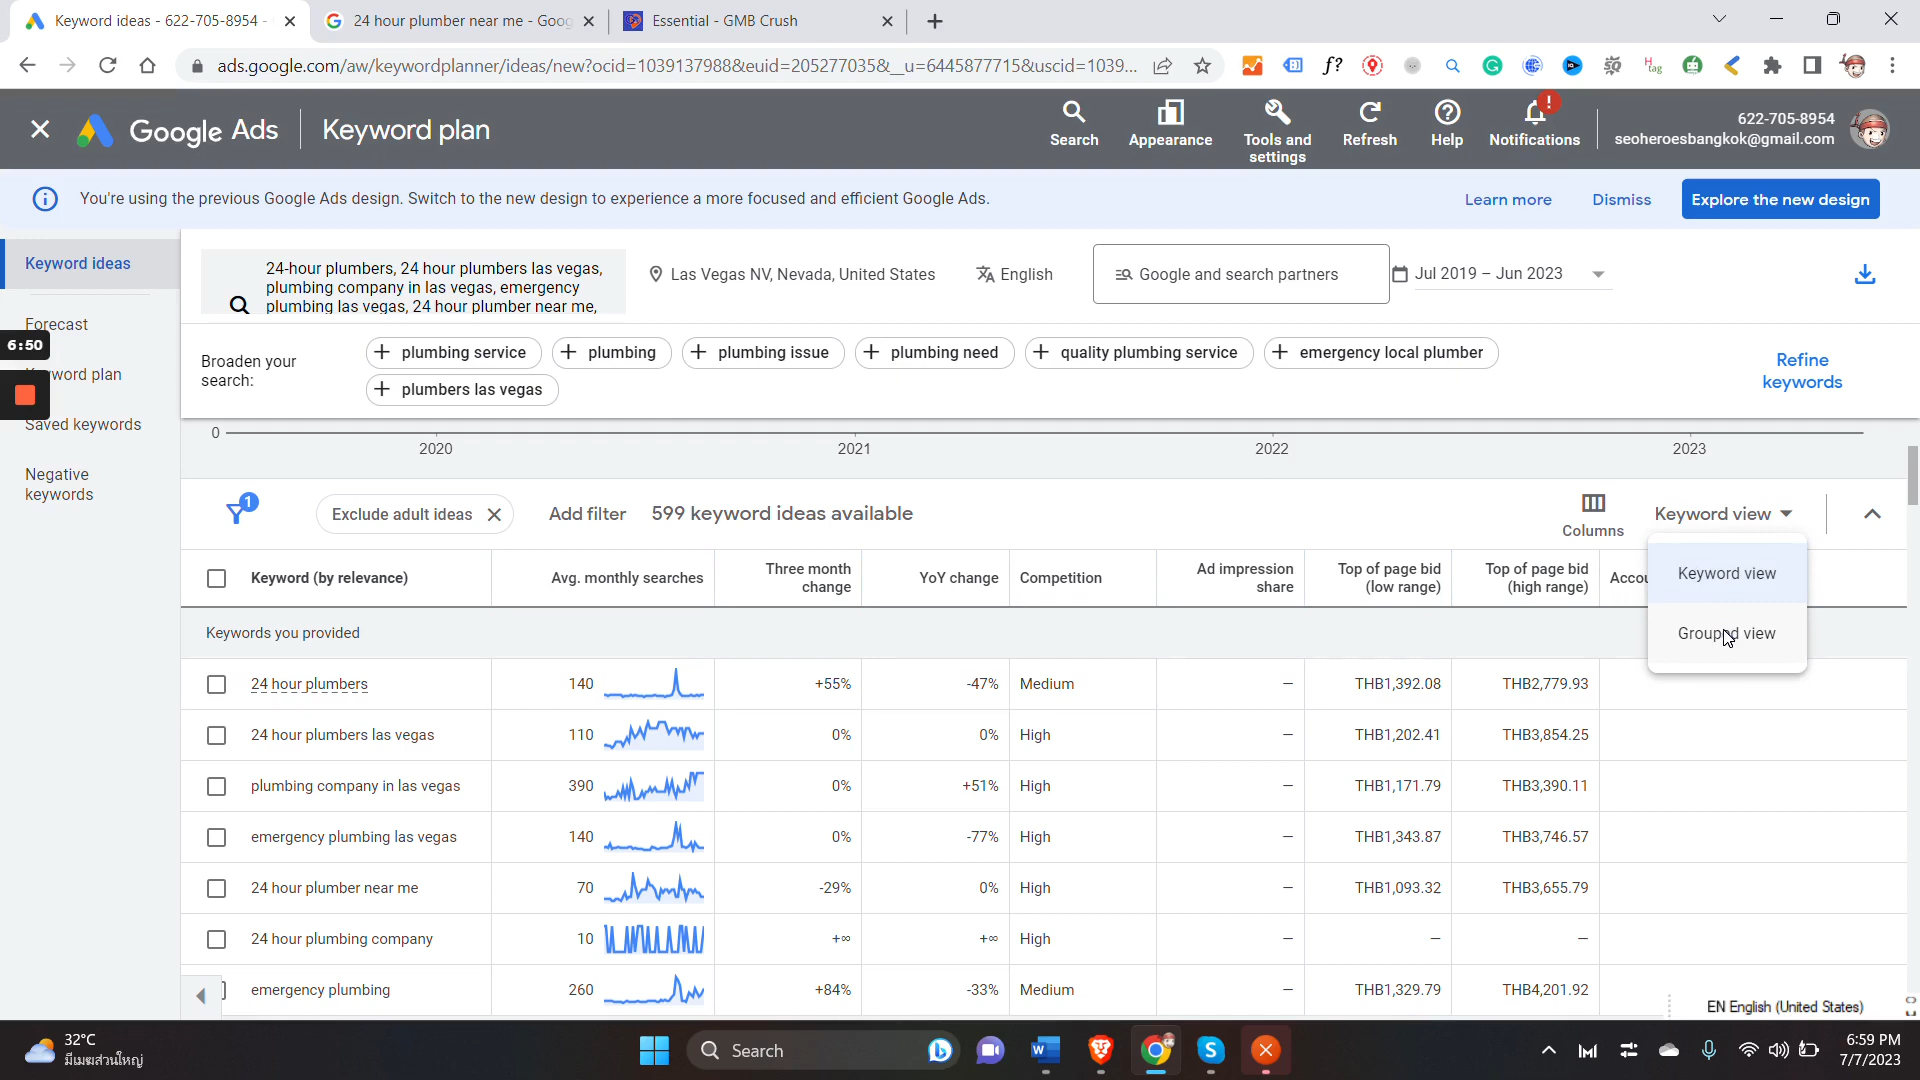 Keyword ideas - 622-705-8954 -
24 hour plumber near me - Goog
Essential - GMB Crush
ads.google.com/aw/keywordplanner/ideas/new?ocid=1039137988&euid=205277035&__u=6445877715&uscid=1039...
Google Ads
Keyword plan
Search
Appearance
Tools and
settings
Refresh
Help
Notifications
622-705-8954
seoheroesbangkok@gmail.com
You're using the previous Google Ads design. Switch to the new design to experience a more focused and efficient Google Ads.
Learn more
Dismiss
Explore the new design
Keyword ideas
Forecast
6:50
word plan
Saved keywords
Negative
keywords
24-hour plumbers, 24 hour plumbers las vegas,
plumbing company in las vegas, emergency
plumbing las vegas, 24 hour plumber near me,
Las Vegas NV, Nevada, United States
English
Google and search partners
Jul 2019 – Jun 2023
Broaden your
search:
plumbing service
plumbing
plumbing issue
plumbing need
quality plumbing service
emergency local plumber
plumbers las vegas
Refine
keywords
0
2020
2021
2022
2023
1
Exclude adult ideas
Add filter
599 keyword ideas available
Columns
Keyword view
Keyword view
Grouped view
Keyword (by relevance)
Avg. monthly searches
Three month
change
YoY change
Competition
Ad impression
share
Top of page bid
(low range)
Top of page bid
(high range)
Accou
Keywords you provided
24 hour plumbers 140 +55% -47% Medium – THB1,392.08 THB2,779.93
24 hour plumbers las vegas 110 0% 0% High – THB1,202.41 THB3,854.25
plumbing company in las vegas 390 0% +51% High – THB1,171.79 THB3,390.11
emergency plumbing las vegas 140 0% -77% High – THB1,343.87 THB3,746.57
24 hour plumber near me 70 -29% 0% High – THB1,093.32 THB3,655.79
24 hour plumbing company 10 +∞ +∞ High – – –
emergency plumbing 260 +84% -33% Medium – THB1,329.79 THB4,201.92
EN English (United States)
32°C
มีเมฆส่วนใหญ่
Search
6:59 PM
7/7/2023